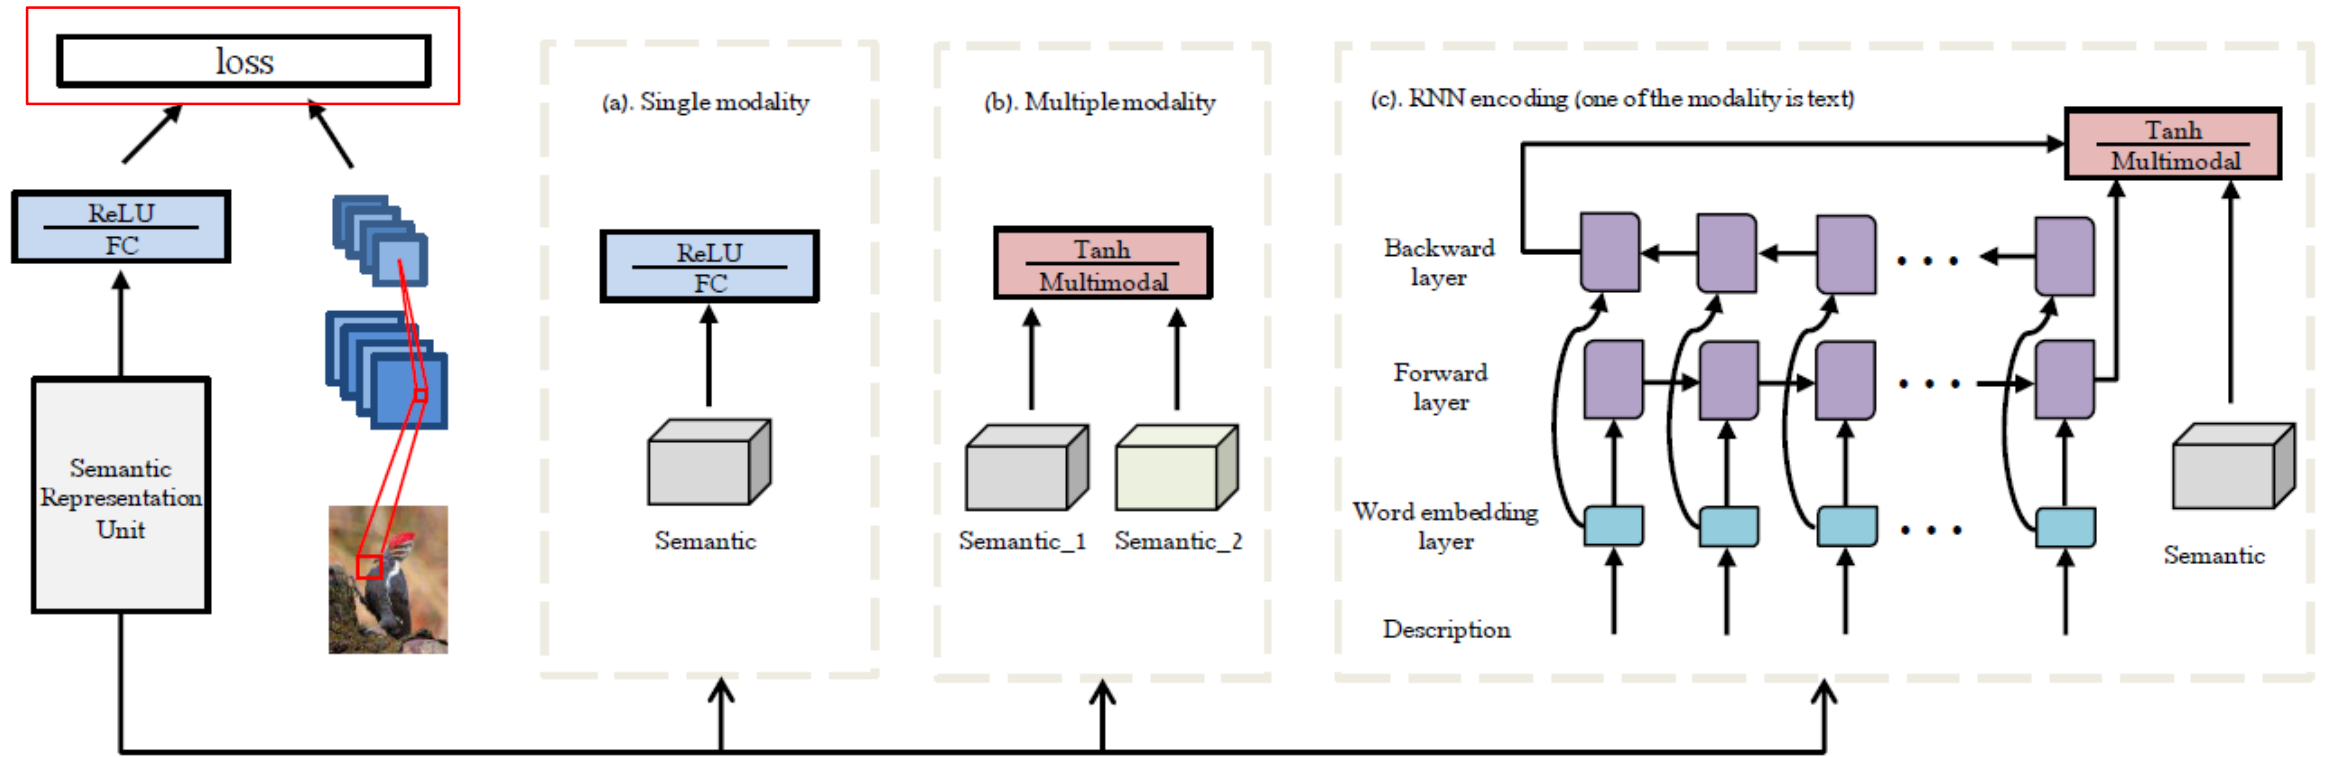 loss
ReLU
FC
Semantic
Representation
Unit
(a). Single modality
ReLU
FC
Semantic
(b). Multiple modality
Tanh
Multimodal
Semantic_1
Semantic_2
(c). RNN encoding (one of the modality is text)
Tanh
Multimodal
Backward
layer
Forward
layer
Word embedding
layer
Description
Semantic